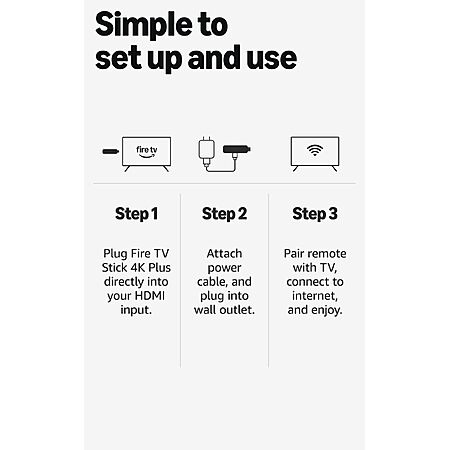 Simple to
set up and use
fire tv
Step 1
Plug Fire TV
Stick 4K Plus
directly into
your HDMI
input.
Step 2
Attach
power
cable, and
plug into
wall outlet.
Step 3
Pair remote
with TV,
connect to
internet,
and enjoy.